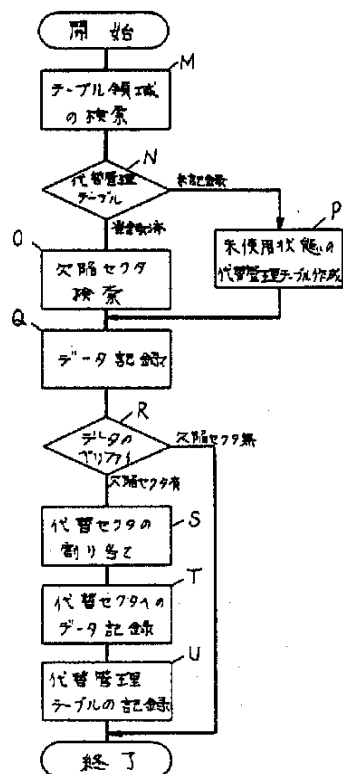 開始
M
テーブル領域
の検索
N
代替管理
テーブル
未記録
P
未使用状態の
代替管理テーブル作成
O
欠陥セクタ
検索
Q
データ記録
R
データの
ベリファイ
欠陥セクタ無
欠陥セクタ有
S
代替セクタの
割り当て
T
代替セクタへの
データ記録
U
代替管理
テーブルの記録
終了